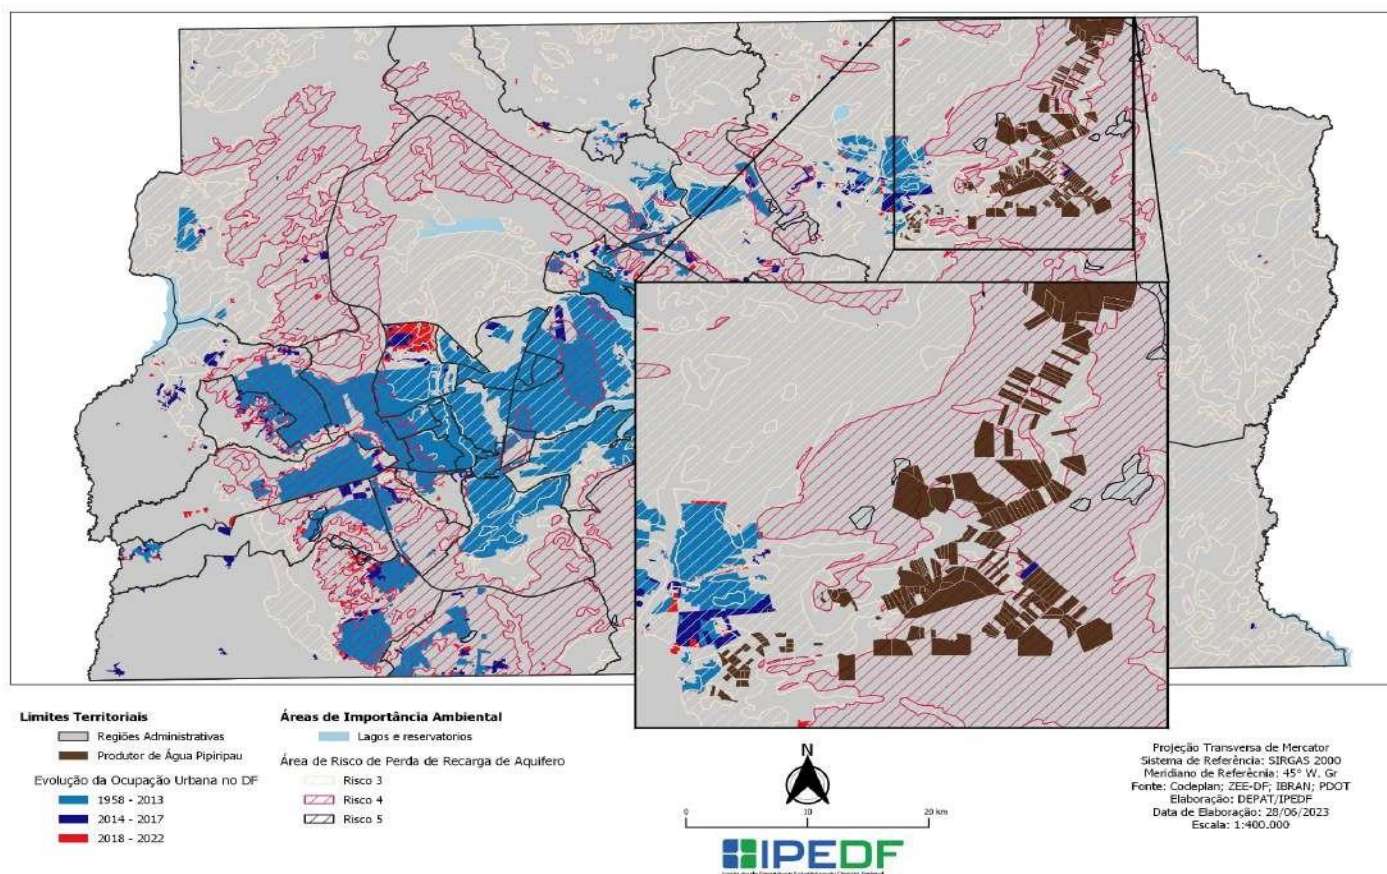 Limites Territoriais
Regiões Administrativas
Produtor de Água Pipiripau
Evolução da Ocupação Urbana no DF
1958 - 2013
2014 - 2017
2018 - 2022
Áreas de Importância Ambiental
Lagos e reservatorios
Área de Risco de Perda de Recarga de Aquifero
Risco 3
Risco 4
Risco 5
N
0 10 20 km
IPEDF
Projeção Transversa de Mercator
Sistema de Referência: SIRGAS 2000
Meridiano de Referêcnia: 45° W. Gr
Fonte: Codeplan; ZEE-DF; IBRAN; PDOT
Elaboração: DEPAT/IPEDF
Data de Elaboração: 28/06/2023
Escala: 1:400.000